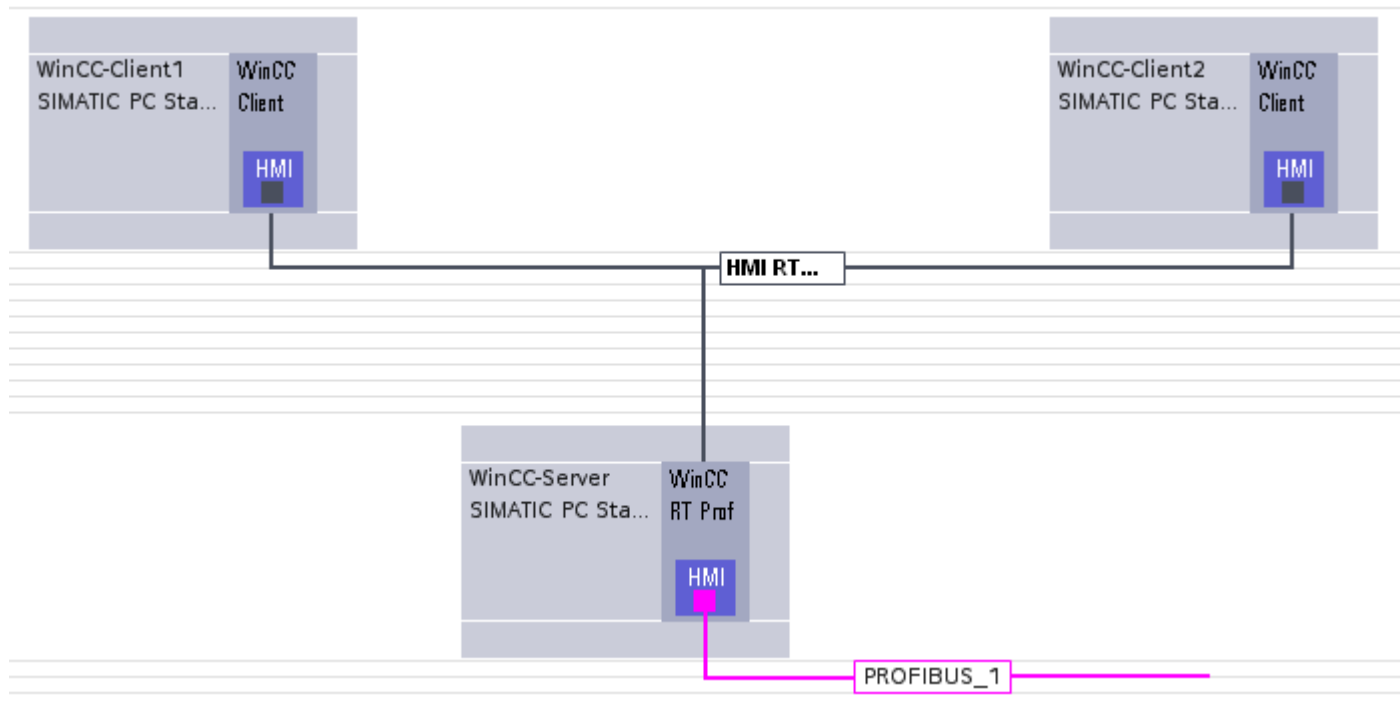 WinCC-Client1
SIMATIC PC Sta...
WinCC
Client
HMI
WinCC-Client2
SIMATIC PC Sta...
WinCC
Client
HMI
HMI RT...
WinCC-Server
SIMATIC PC Sta...
WinCC
RT Prof
HMI
PROFIBUS_1